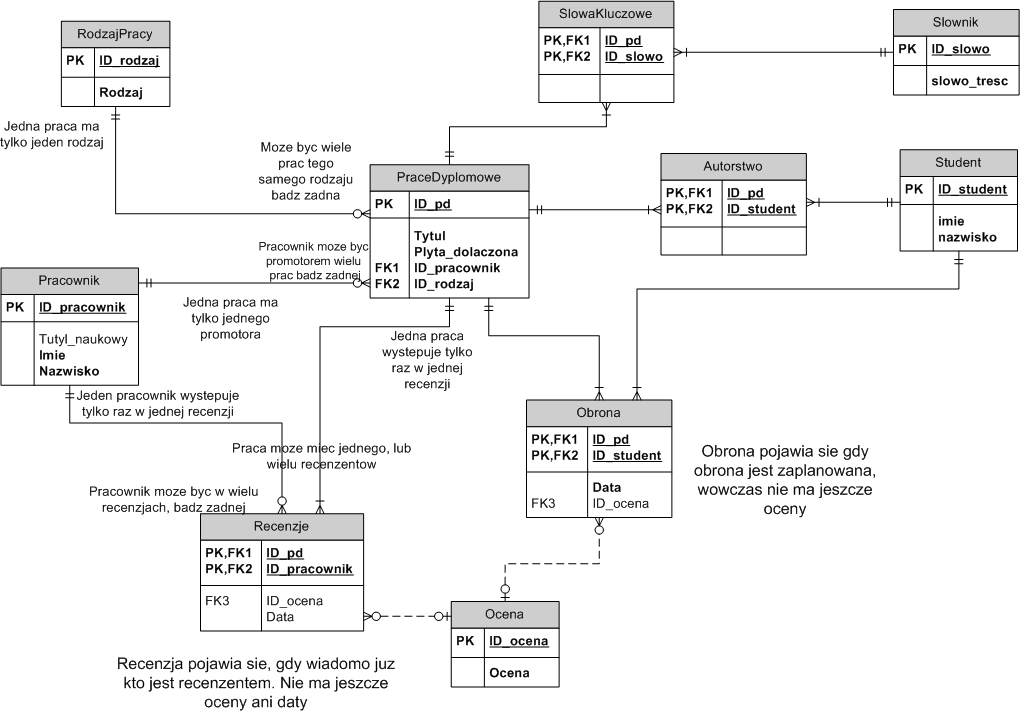 SlowaKluczowe
PK,FK1 ID_pd
PK,FK2 ID_slowo
Slownik
PK ID_slowo
slowo_tresc
RodzajPracy
PK ID_rodzaj
Rodzaj
Jedna praca ma
tylko jeden rodzaj
Moze byc wiele
prac tego
samego rodzaju
badz zadna
PraceDyplomowe
PK ID_pd
Tytul
Plyta_dolaczona
FK1 ID_pracownik
FK2 ID_rodzaj
Autorstwo
PK,FK1 ID_pd
PK,FK2 ID_student
Student
PK ID_student
imie
nazwisko
Pracownik moze byc
promotorem wielu
prac badz zadnej
Pracownik
PK ID_pracownik
Tutyl_naukowy
Imie
Nazwisko
Jedna praca ma
tylko jednego
promotora
Jedna praca
wystepuje tylko
raz w jednej
recenzji
Jeden pracownik wystepuje
tylko raz w jednej recenzji
Praca moze miec jednego, lub
wielu recenzentow
Pracownik moze byc w wielu
recenzjach, badz zadnej
Obrona
PK,FK1 ID_pd
PK,FK2 ID_student
Data
FK3 ID_ocena
Obrona pojawia sie gdy
obrona jest zaplanowana,
wowczas nie ma jeszcze
oceny
Recenzje
PK,FK1 ID_pd
PK,FK2 ID_pracownik
FK3 ID_ocena
Data
Ocena
PK ID_ocena
Ocena
Recenzja pojawia sie, gdy wiadomo juz
kto jest recenzentem. Nie ma jeszcze
oceny ani daty